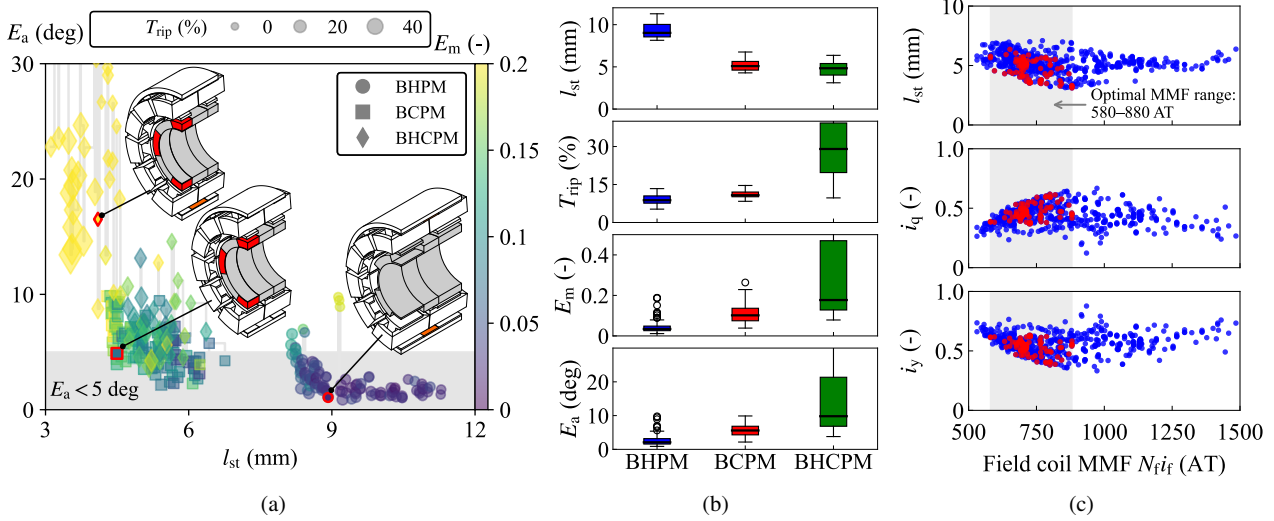 E_a (deg)
T_rip (%) 0 20 40
E_m (-)
30
20
10
0
3 6 9 12
l_st (mm)
BHPM
BCPM
BHCPM
E_a < 5 deg
0.2
0.15
0.1
0.05
0
(a)
l_st (mm)
10
5
0
T_rip (%)
30
15
0
E_m (-)
0.4
0.2
0
E_a (deg)
20
10
0
BHPM BCPM BHCPM
(b)
l_st (mm)
10
5
0
Optimal MMF range:
580–880 AT
i_q (-)
1.0
0.5
0
i_y (-)
1.0
0.5
0
500 750 1000 1250 1500
Field coil MMF N_f i_f (AT)
(c)